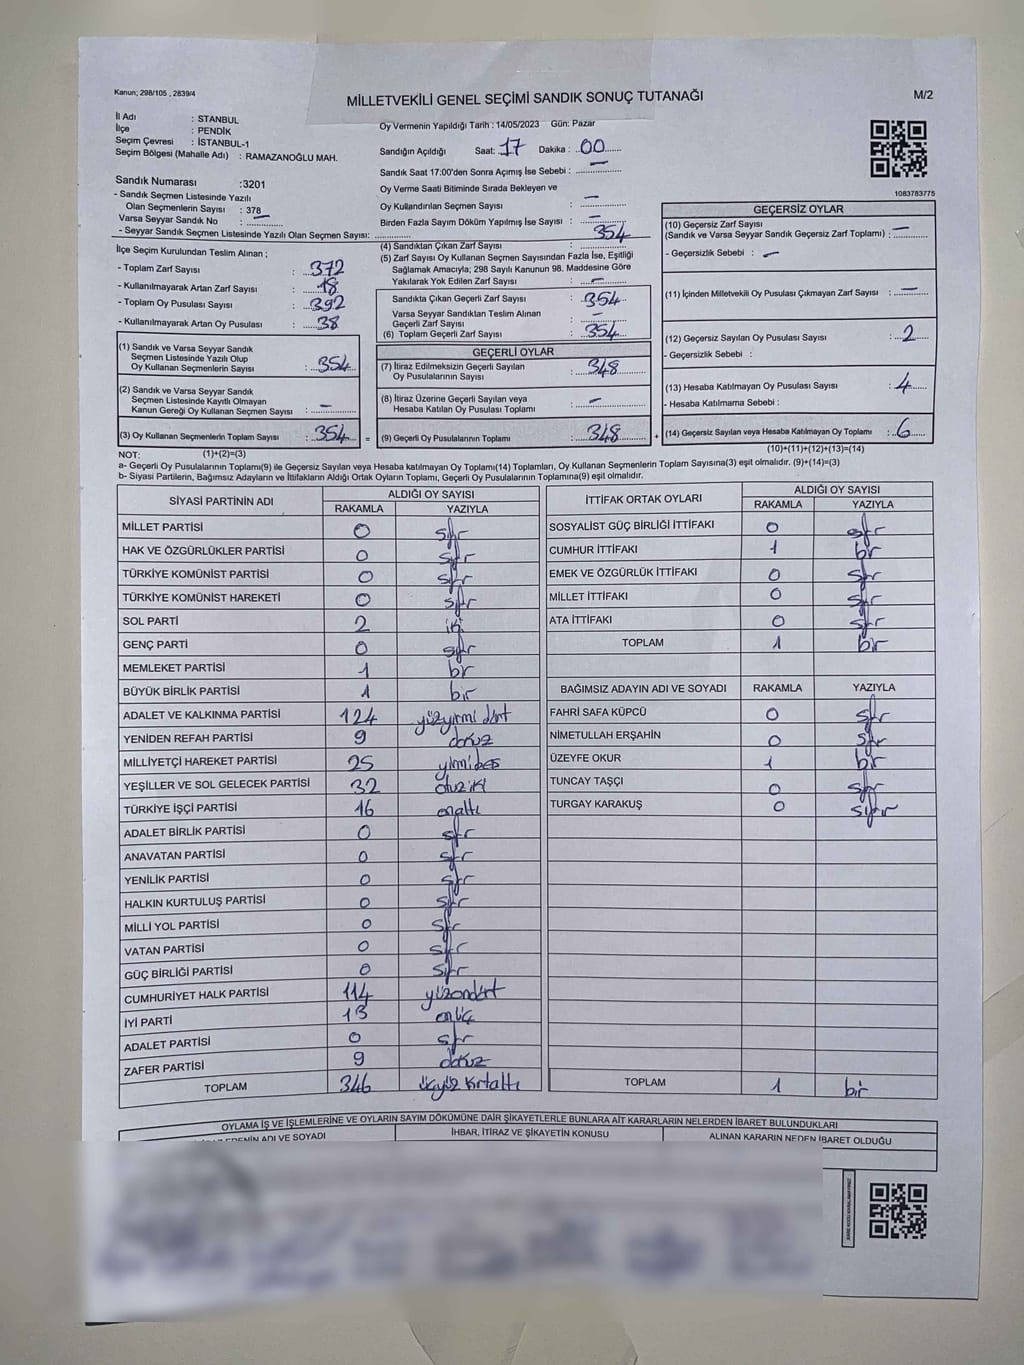 Kanun; 298/105 , 2839/4
MİLLETVEKİLİ GENEL SEÇİMİ SANDIK SONUÇ TUTANAĞI
M/2
İl Adı : STANBUL
İlçe : PENDİK
Seçim Çevresi : İSTANBUL-1
Seçim Bölgesi (Mahalle Adı) : RAMAZANOĞLU MAH.
Sandık Numarası :3201
- Sandık Seçmen Listesinde Yazılı
Olan Seçmenlerin Sayısı : 378
Varsa Seyyar Sandık No : —
- Seyyar Sandık Seçmen Listesinde Yazılı Olan Seçmen Sayısı:
Oy Vermenin Yapıldığı Tarih : 14/05/2023 Gün: Pazar
Sandığın Açıldığı Saat: 17 Dakika : 00
Sandık Saat 17:00'den Sonra Açımış İse Sebebi : —
Oy Verme Saati Bitiminde Sırada Bekleyen ve
Oy Kullandırılan Seçmen Sayısı : —
Birden Fazla Sayım Döküm Yapılmış İse Sayısı : —
1083783775
İlçe Seçim Kurulundan Teslim Alınan ;
- Toplam Zarf Sayısı : 372
- Kullanılmayarak Artan Zarf Sayısı : 18
- Toplam Oy Pusulası Sayısı : 392
- Kullanılmayarak Artan Oy Pusulası : 38
(1) Sandık ve Varsa Seyyar Sandık
Seçmen Listesinde Yazılı Olup
Oy Kullanan Seçmenlerin Sayısı : 354
(2) Sandık ve Varsa Seyyar Sandık
Seçmen Listesinde Kayıtlı Olmayan
Kanun Gereği Oy Kullanan Seçmen Sayısı : —
(3) Oy Kullanan Seçmenlerin Toplam Sayısı : 354 =
(4) Sandıktan Çıkan Zarf Sayısı : 354
(5) Zarf Sayısı Oy Kullanan Seçmen Sayısından Fazla İse, Eşitliği
Sağlamak Amacıyla; 298 Sayılı Kanunun 98. Maddesine Göre
Yakılarak Yok Edilen Zarf Sayısı : —
Sandıkta Çıkan Geçerli Zarf Sayısı : 354
Varsa Seyyar Sandıktan Teslim Alınan
Geçerli Zarf Sayısı : —
(6) Toplam Geçerli Zarf Sayısı : 354
GEÇERLİ OYLAR
(7) İtiraz Edilmeksizin Geçerli Sayılan
Oy Pusulalarının Sayısı : 348
(8) İtiraz Üzerine Geçerli Sayılan veya
Hesaba Katılan Oy Pusulası Toplamı : —
(9) Geçerli Oy Pusulalarının Toplamı : 348 +
GEÇERSİZ OYLAR
(10) Geçersiz Zarf Sayısı
(Sandık ve Varsa Seyyar Sandık Geçersiz Zarf Toplamı) : —
- Geçersizlik Sebebi : —
(11) İçinden Milletvekili Oy Pusulası Çıkmayan Zarf Sayısı : —
(12) Geçersiz Sayılan Oy Pusulası Sayısı : 2
- Geçersizlik Sebebi :
(13) Hesaba Katılmayan Oy Pusulası Sayısı : 4
- Hesaba Katılmama Sebebi :
(14) Geçersiz Sayılan veya Hesaba Katılmayan Oy Toplamı : 6
NOT: (1)+(2)=(3)
(10)+(11)+(12)+(13)=(14)
a- Geçerli Oy Pusulalarının Toplamı(9) ile Geçersiz Sayılan veya Hesaba katılmayan Oy Toplamı(14) Toplamları, Oy Kullanan Seçmenlerin Toplam Sayısına(3) eşit olmalıdır. (9)+(14)=(3)
b- Siyasi Partilerin, Bağımsız Adayların ve İttifakların Aldığı Ortak Oyların Toplamı, Geçerli Oy Pusulalarının Toplamına(9) eşit olmalıdır.
SİYASİ PARTİNİN ADI ALDIĞI OY SAYISI
RAKAMLA YAZIYLA
MİLLET PARTİSİ 0 sıfır
HAK VE ÖZGÜRLÜKLER PARTİSİ 0 sıfır
TÜRKİYE KOMÜNİST PARTİSİ 0 sıfır
TÜRKİYE KOMÜNİST HAREKETİ 0 sıfır
SOL PARTİ 2 iki
GENÇ PARTİ 0 sıfır
MEMLEKET PARTİSİ 1 bir
BÜYÜK BİRLİK PARTİSİ 1 bir
ADALET VE KALKINMA PARTİSİ 124 yüzyirmi dört
YENİDEN REFAH PARTİSİ 9 dokuz
MİLLİYETÇİ HAREKET PARTİSİ 25 yirmibeş
YEŞİLLER VE SOL GELECEK PARTİSİ 32 otuziki
TÜRKİYE İŞÇİ PARTİSİ 16 onaltı
ADALET BİRLİK PARTİSİ 0 sıfır
ANAVATAN PARTİSİ 0 sıfır
YENİLİK PARTİSİ 0 sıfır
HALKIN KURTULUŞ PARTİSİ 0 sıfır
MİLLİ YOL PARTİSİ 0 sıfır
VATAN PARTİSİ 0 sıfır
GÜÇ BİRLİĞİ PARTİSİ 0 sıfır
CUMHURİYET HALK PARTİSİ 114 yüzondört
İYİ PARTİ 13 onüç
ADALET PARTİSİ 0 sıfır
ZAFER PARTİSİ 9 dokuz
TOPLAM 346 üçyüz kırkaltı
İTTİFAK ORTAK OYLARI ALDIĞI OY SAYISI
RAKAMLA YAZIYLA
SOSYALİST GÜÇ BİRLİĞİ İTTİFAKI 0 sıfır
CUMHUR İTTİFAKI 1 bir
EMEK VE ÖZGÜRLÜK İTTİFAKI 0 sıfır
MİLLET İTTİFAKI 0 sıfır
ATA İTTİFAKI 0 sıfır
TOPLAM 1 bir
BAĞIMSIZ ADAYIN ADI VE SOYADI RAKAMLA YAZIYLA
FAHRİ SAFA KÜPCÜ 0 sıfır
NİMETULLAH ERŞAHİN 0 sıfır
ÜZEYFE OKUR 1 bir
TUNCAY TAŞÇI 0 sıfır
TURGAY KARAKUŞ 0 sıfır
TOPLAM 1 bir
OYLAMA İŞ VE İŞLEMLERİNE VE OYLARIN SAYIM DÖKÜMÜNE DAİR ŞİKAYETLERLE BUNLARA AİT KARARLARIN NELERDEN İBARET BULUNDUKLARI
ADI VE SOYADI İHBAR, İTİRAZ VE ŞİKAYETİN KONUSU ALINAN KARARIN NEDEN İBARET OLDUĞU